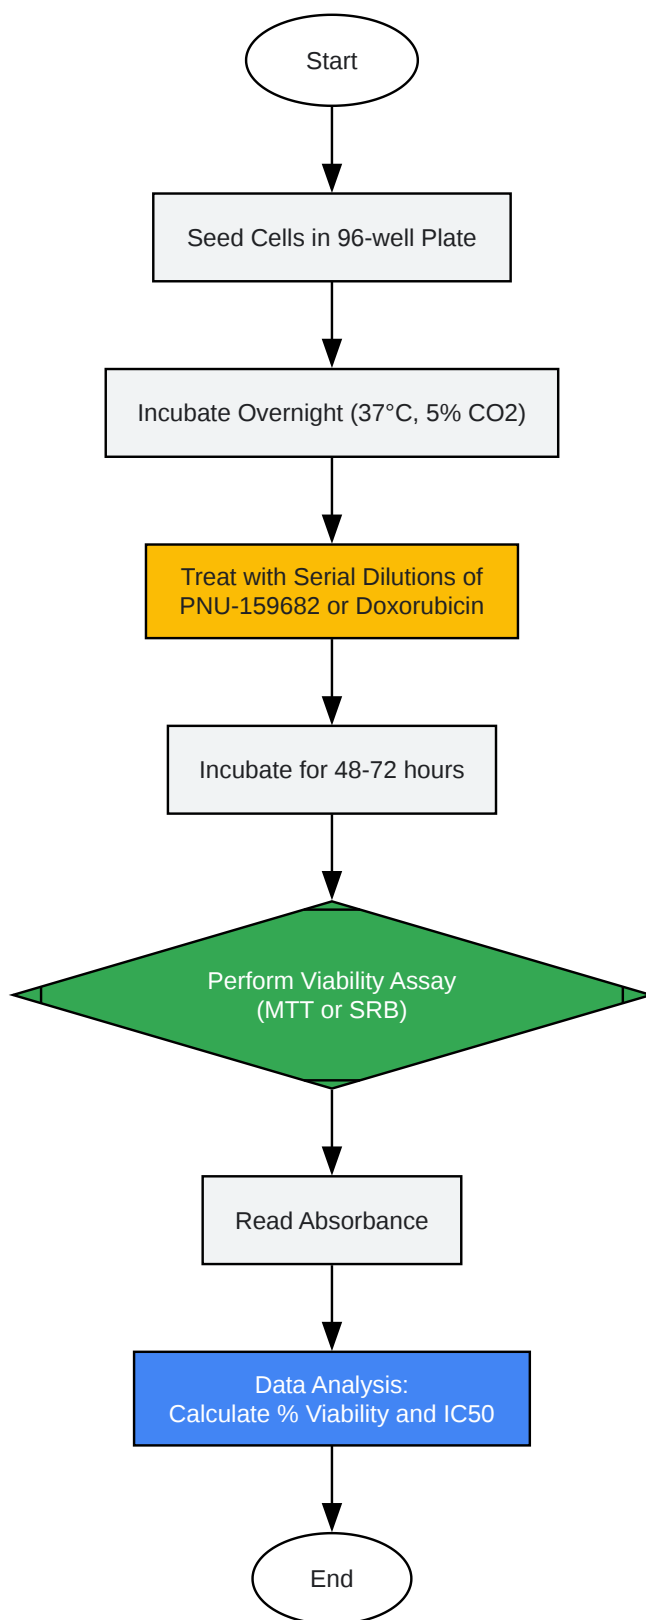 Start
Seed Cells in 96-well Plate
Incubate Overnight (37°C, 5% CO2)
Treat with Serial Dilutions of
PNU-159682 or Doxorubicin
Incubate for 48-72 hours
Perform Viability Assay
(MTT or SRB)
Read Absorbance
Data Analysis:
Calculate % Viability and IC50
End